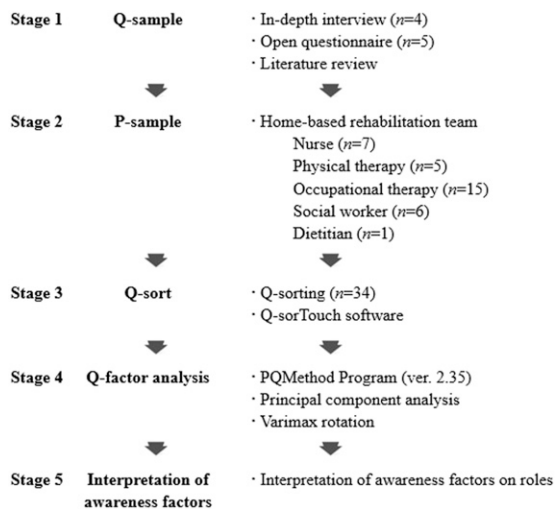 Stage 1 Q-sample · In-depth interview (n=4)
· Open questionnaire (n=5)
· Literature review
Stage 2 P-sample · Home-based rehabilitation team
Nurse (n=7)
Physical therapy (n=5)
Occupational therapy (n=15)
Social worker (n=6)
Dietitian (n=1)
Stage 3 Q-sort · Q-sorting (n=34)
· Q-sorTouch software
Stage 4 Q-factor analysis · PQMethod Program (ver. 2.35)
· Principal component analysis
· Varimax rotation
Stage 5 Interpretation of · Interpretation of awareness factors on roles
awareness factors